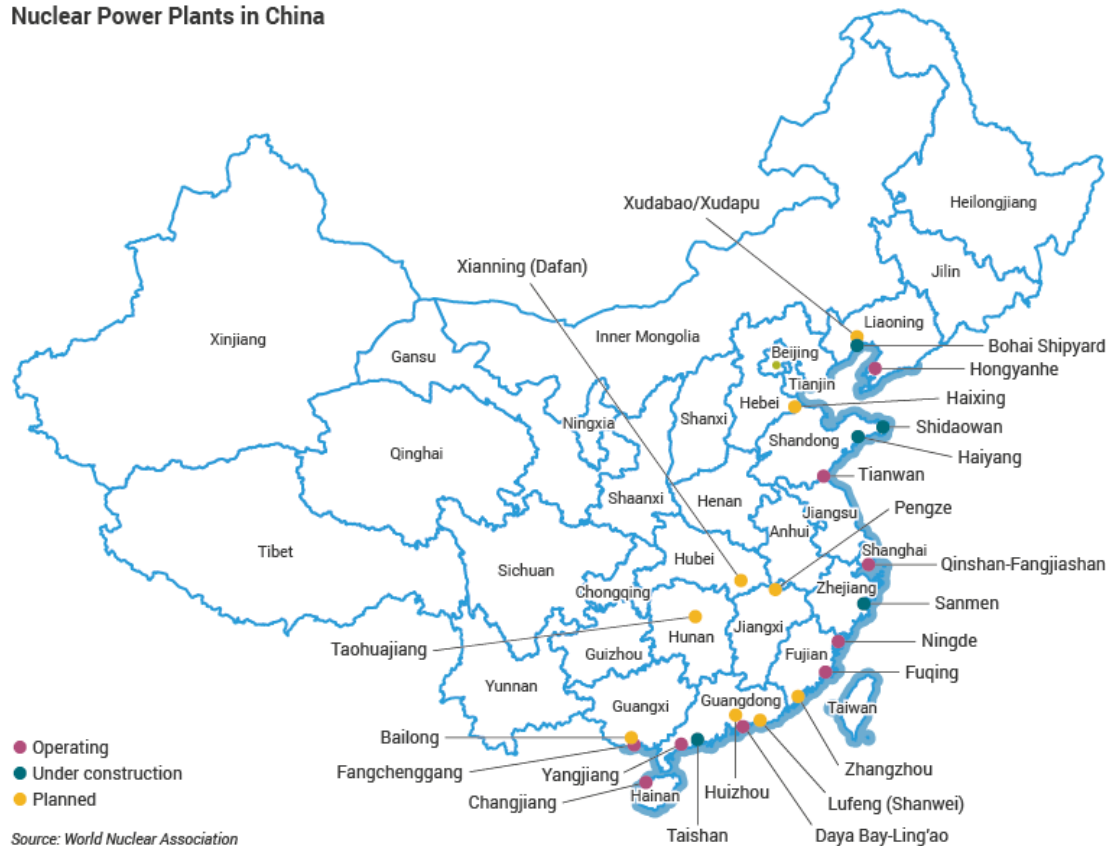 Nuclear Power Plants in China
Heilongjiang
Xudabao/Xudapu
Jilin
Xianning (Dafan)
Liaoning
Inner Mongolia
Xinjiang
Bohai Shipyard
Beijing
Gansu
Hongyanhe
Tianjin
Haixing
Hebei
Shanxi
Ningxia
Shidaowan
Shandong
Qinghai
Haiyang
Tianwan
Shaanxi
Henan
Pengze
Jiangsu
Anhui
Tibet
Shanghai
Hubei
Qinshan-Fangjiashan
Sichuan
Zhejiang
Chongqing
Sanmen
Jiangxi
Hunan
Ningde
Taohuajiang
Guizhou
Fujian
Fuqing
Yunnan
Guangdong
Guangxi
Taiwan
Bailong
Operating
Zhangzhou
Fangchenggang
Under construction
Yangjiang
Huizhou
Hainan
Planned
Changjiang
Lufeng (Shanwei)
Taishan
Daya Bay-Ling'ao
Source: World Nuclear Association